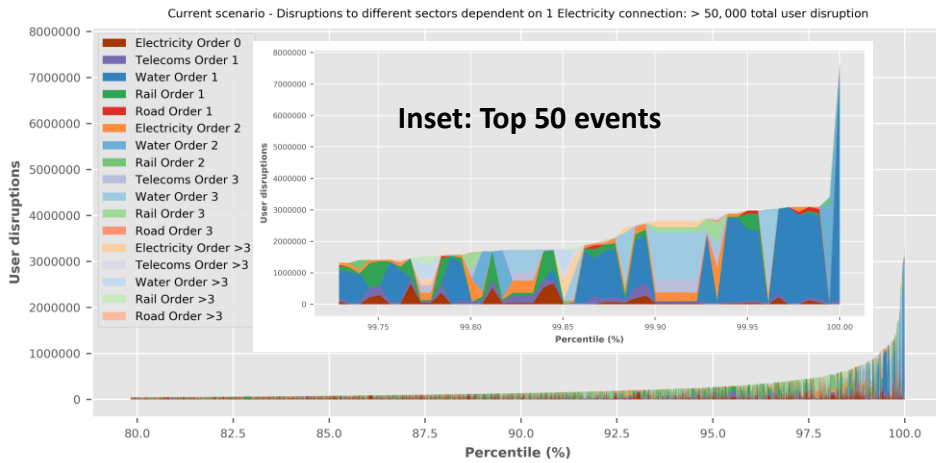 Current scenario - Disruptions to different sectors dependent on 1 Electricity connection: > 50,000 total user disruption
User disruptions
8000000
7000000
6000000
5000000
4000000
3000000
2000000
1000000
0
Electricity Order 0
Telecoms Order 1
Water Order 1
Rail Order 1
Road Order 1
Electricity Order 2
Water Order 2
Rail Order 2
Telecoms Order 3
Water Order 3
Rail Order 3
Road Order 3
Electricity Order >3
Telecoms Order >3
Water Order >3
Rail Order >3
Road Order >3
Inset: Top 50 events
User disruptions
8000000
7000000
6000000
5000000
4000000
3000000
2000000
1000000
0
99.75 99.80 99.85 99.90 99.95 100.00
Percentile (%)
80.0 82.5 85.0 87.5 90.0 92.5 95.0 97.5 100.0
Percentile (%)